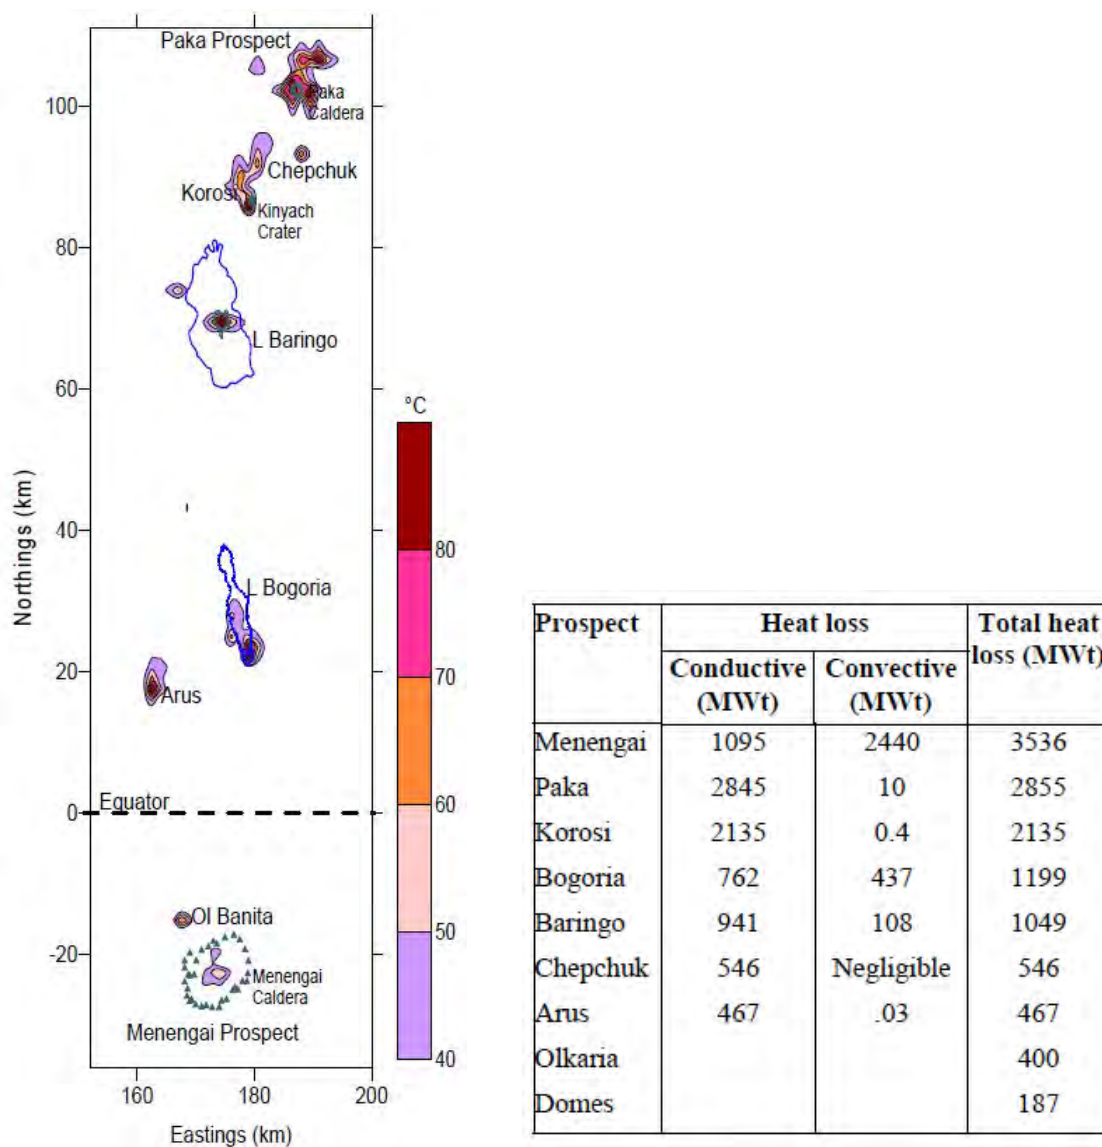 160
180
200
Paka Prospect
Paka
Caldera
100
Chepchuk
Korosi
Kinyach
Crater
80
L Baringo
60
°C
Northings (km)
80
70
60
50
40
40
L Bogoria
20
Arus
Equator
0
Ol Banita
-20
Menengai
Caldera
Menengai Prospect
160
180
200
Eastings (km)
Prospect Heat loss Total heat
loss (MWt)
Conductive Convective
(MWt) (MWt)
Menengai 1095 2440 3536
Paka 2845 10 2855
Korosi 2135 0.4 2135
Bogoria 762 437 1199
Baringo 941 108 1049
Chepchuk 546 Negligible 546
Arus 467 .03 467
Olkaria 400
Domes 187